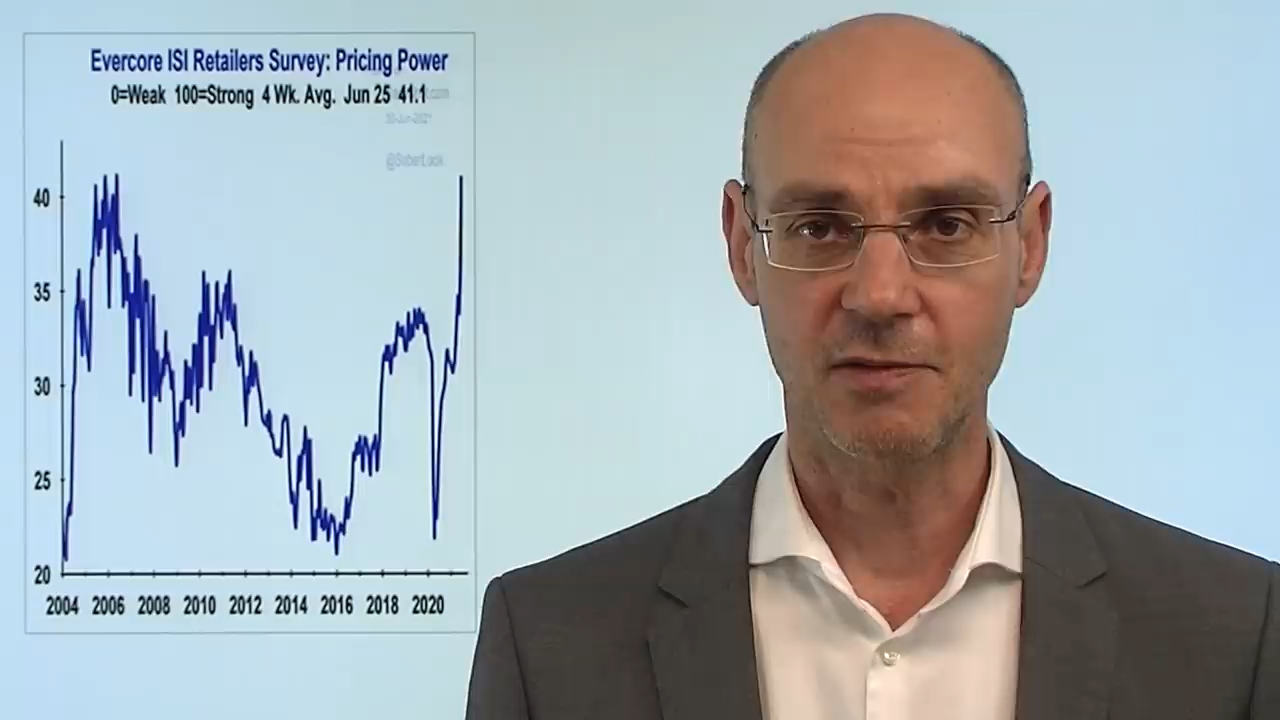 Evercore ISI Retailers Survey: Pricing Power
0=Weak 100=Strong 4 Wk. Avg. Jun 25 41.1
@SoberLook
40
35
30
25
20
2004 2006 2008 2010 2012 2014 2016 2018 2020